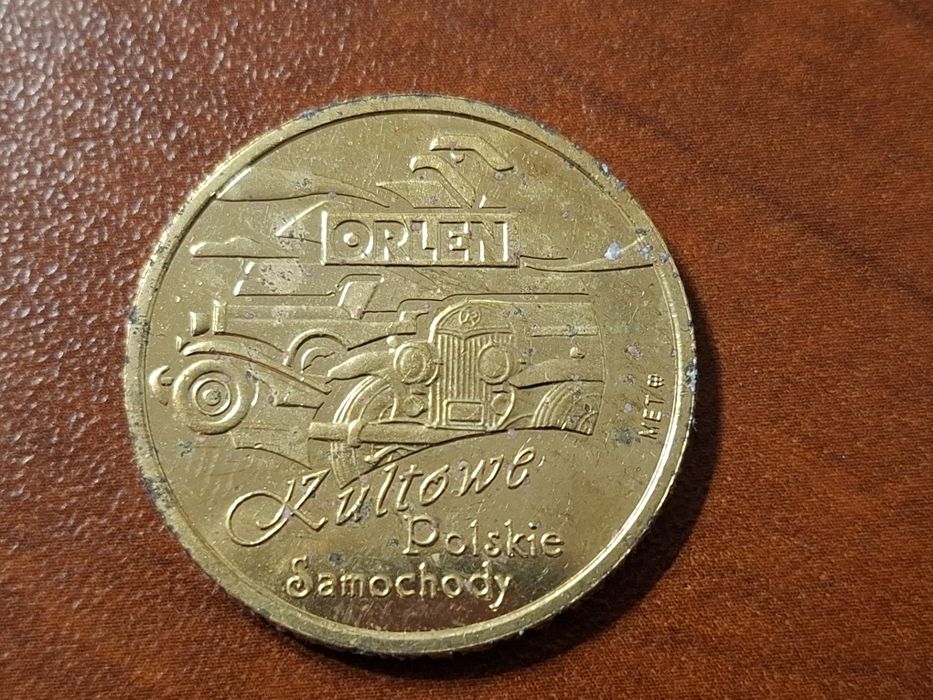 ORLEN
Kultowe
Polskie
Samochody
MET